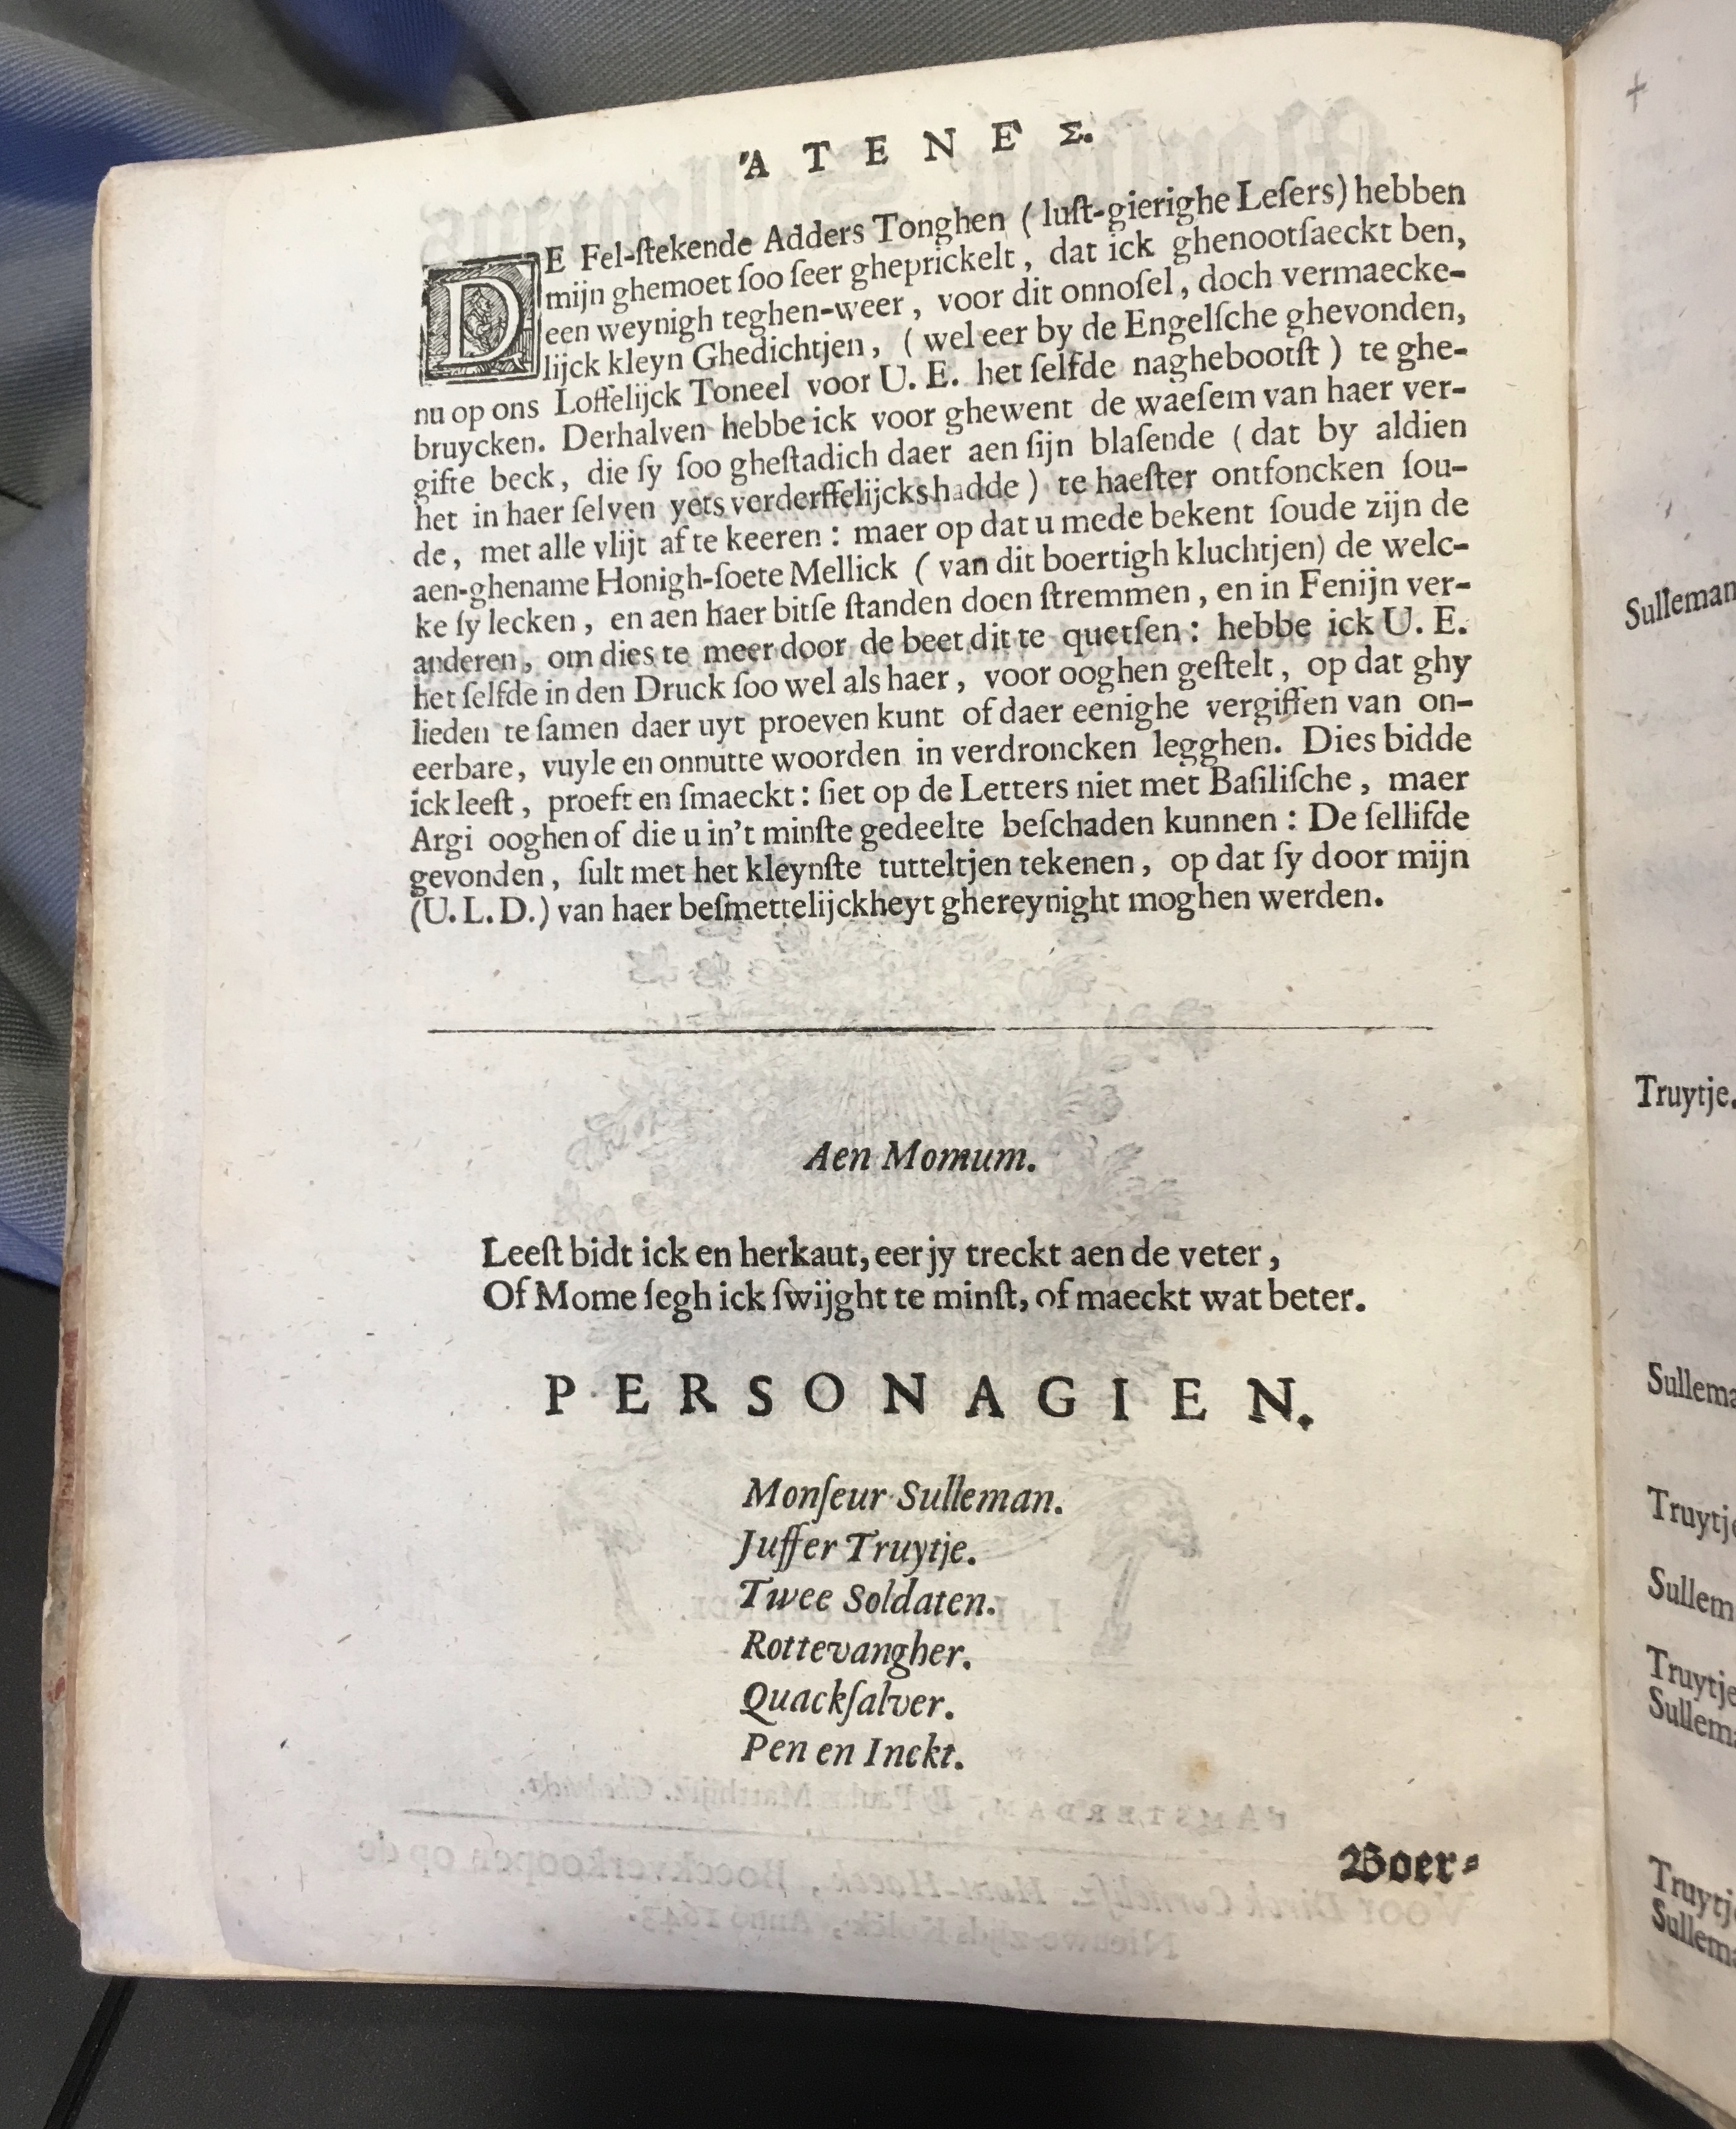 'A T E N E Σ.
DE Fel-ſtekende Adders Tonghen ( luſt-gierighe Leſers) hebben
mijn ghemoet ſoo ſeer gheprickelt, dat ick ghenootſaeckt ben,
een weynigh teghen-weer, voor dit onnoſel, doch vermaecke-
lijck kleyn Ghedichtjen, ( wel eer by de Engelſche ghevonden,
nu op ons Loffelijck Toneel voor U. E. het ſelfde naghebootſt ) te ghe-
bruycken. Derhalven hebbe ick voor ghewent de waeſem van haer ver-
gifte beck, die ſy ſoo gheſtadich daer aen ſijn blaſende ( dat by aldien
het in haer ſelven yets verderffelijckshadde ) te haeſter ontfoncken ſou-
de, met alle vlijt af te keeren : maer op dat u mede bekent ſoude zijn de
aen-ghename Honigh-ſoete Mellick ( van dit boertigh kluchtjen) de welc-
ke ſy lecken, en aen haer bitſe ſtanden doen ſtremmen, en in Fenijn ver-
anderen, om dies te meer door de beet dit te quetſen : hebbe ick U. E.
het ſelfde in den Druck ſoo wel als haer, voor ooghen geſtelt, op dat ghy
lieden te ſamen daer uyt proeven kunt of daer eenighe vergiffen van on-
eerbare, vuyle en onnutte woorden in verdroncken legghen. Dies bidde
ick leeſt, proeft en ſmaeckt : ſiet op de Letters niet met Baſiliſche, maer
Argi ooghen of die u in't minſte gedeelte beſchaden kunnen : De ſellifde
gevonden, ſult met het kleynſte tutteltjen tekenen, op dat ſy door mijn
(U. L. D.) van haer beſmettelijckheyt ghereynight moghen werden.
Aen Momum.
Leeſt bidt ick en herkaut, eer jy treckt aen de veter,
Of Mome ſegh ick ſwijght te minſt, of maeckt wat beter.
P E R S O N A G I E N.
Monſeur Sulleman.
Juffer Truytje.
Twee Soldaten.
Rottevangher.
Quackſalver.
Pen en Inckt.
Boer-
Sulleman
Truytje.
Sullema
Truytje
Sullem
Truytje
Sullema
Truytj
Sullema